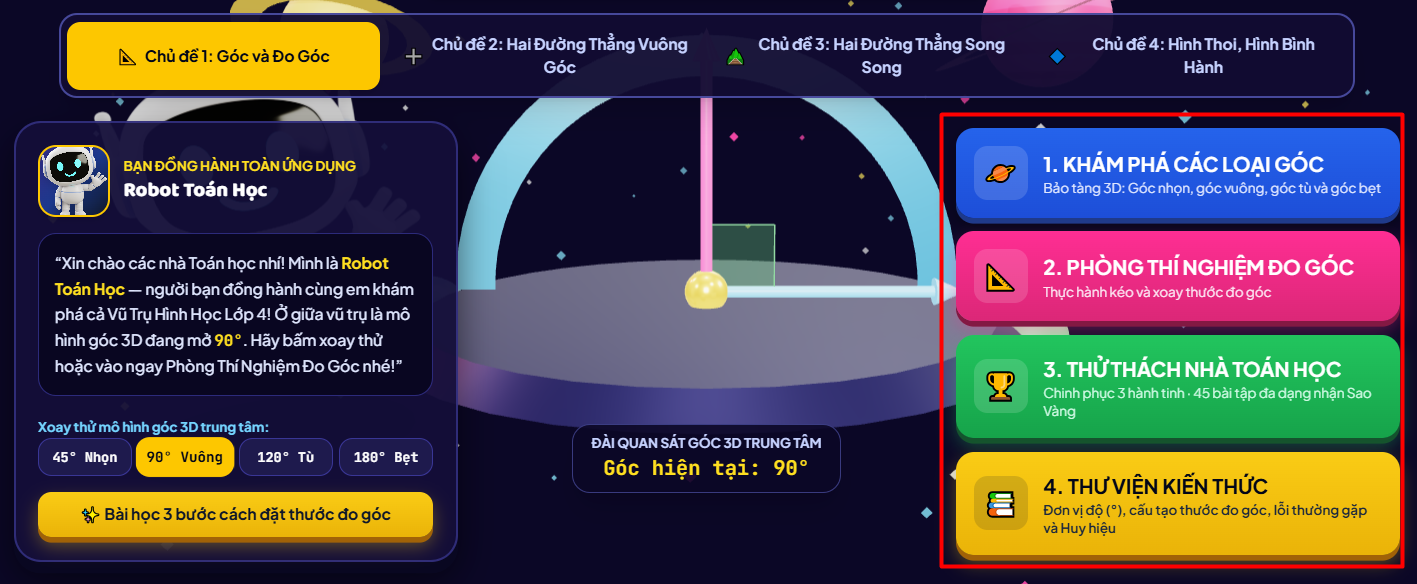 Chủ đề 1: Góc và Đo Góc
Chủ đề 2: Hai Đường Thẳng Vuông
Góc
Chủ đề 3: Hai Đường Thẳng Song
Song
Chủ đề 4: Hình Thoi, Hình Bình
Hành
BẠN ĐỒNG HÀNH TOÁN ỨNG DỤNG
Robot Toán Học
“Xin chào các nhà Toán học nhí! Mình là Robot
Toán Học — người bạn đồng hành cùng em khám
phá cả Vũ Trụ Hình Học Lớp 4! Ở giữa vũ trụ là mô
hình góc 3D đang mở 90°. Hãy bấm xoay thử
hoặc vào ngay Phòng Thí Nghiệm Đo Góc nhé!”
Xoay thử mô hình góc 3D trung tâm:
45° Nhọn
90° Vuông
120° Tù
180° Bẹt
Bài học 3 bước cách đặt thước đo góc
ĐÀI QUAN SÁT GÓC 3D TRUNG TÂM
Góc hiện tại: 90°
1. KHÁM PHÁ CÁC LOẠI GÓC
Bảo tàng 3D: Góc nhọn, góc vuông, góc tù và góc bẹt
2. PHÒNG THÍ NGHIỆM ĐO GÓC
Thực hành kéo và xoay thước đo góc
3. THỬ THÁCH NHÀ TOÁN HỌC
Chinh phục 3 hành tinh · 45 bài tập đa dạng nhận Sao
Vàng
4. THƯ VIỆN KIẾN THỨC
Đơn vị độ (°), cấu tạo thước đo góc, lỗi thường gặp
và Huy hiệu